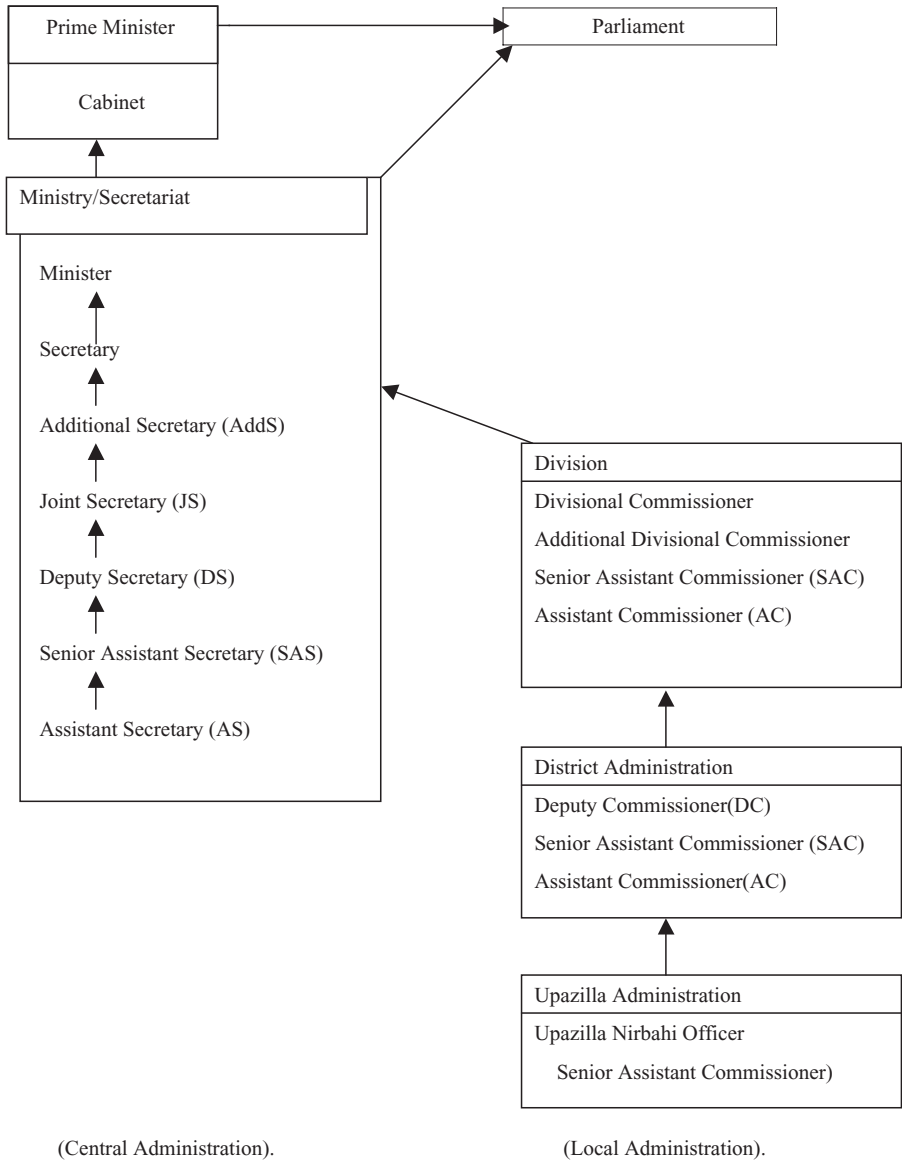 Prime Minister
Parliament
Cabinet
Ministry/Secretariat
Minister
Secretary
Additional Secretary (AddS)
Joint Secretary (JS)
Deputy Secretary (DS)
Senior Assistant Secretary (SAS)
Assistant Secretary (AS)
Division
Divisional Commissioner
Additional Divisional Commissioner
Senior Assistant Commissioner (SAC)
Assistant Commissioner (AC)
District Administration
Deputy Commissioner(DC)
Senior Assistant Commissioner (SAC)
Assistant Commissioner(AC)
Upazilla Administration
Upazilla Nirbahi Officer
Senior Assistant Commissioner)
(Central Administration).
(Local Administration).